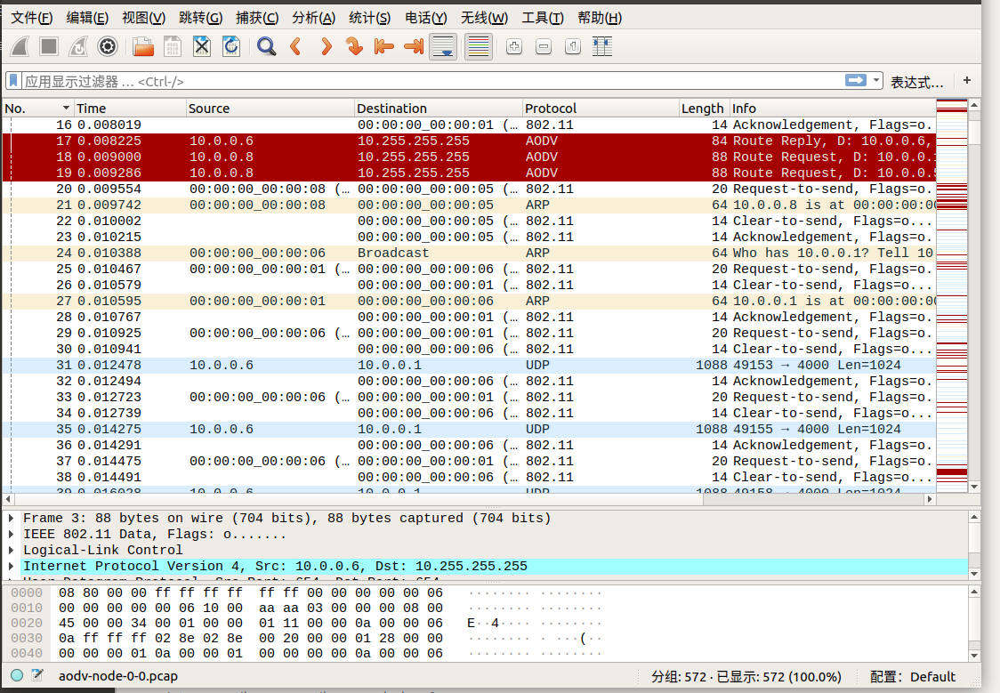 文件(F) 编辑(E) 视图(V) 跳转(G) 捕获(C) 分析(A) 统计(S) 电话(Y) 无线(W) 工具(T) 帮助(H)
应用显示过滤器 … <Ctrl-/> 表达式… +
No. Time Source Destination Protocol Length Info
16 0.008019 00:00:00_00:00:01 (… 802.11 14 Acknowledgement, Flags=o.
17 0.008225 10.0.0.6 10.255.255.255 AODV 84 Route Reply, D: 10.0.0.6,
18 0.009000 10.0.0.8 10.255.255.255 AODV 88 Route Request, D: 10.0.0.
19 0.009286 10.0.0.8 10.255.255.255 AODV 88 Route Request, D: 10.0.0.
20 0.009554 00:00:00_00:00:08 (… 00:00:00_00:00:05 (… 802.11 20 Request-to-send, Flags=o.
21 0.009742 00:00:00_00:00:08 00:00:00_00:00:05 ARP 64 10.0.0.8 is at 00:00:00:0
22 0.010002 00:00:00_00:00:05 (… 802.11 14 Clear-to-send, Flags=o...
23 0.010215 00:00:00_00:00:05 (… 802.11 14 Acknowledgement, Flags=o.
24 0.010388 00:00:00_00:00:06 Broadcast ARP 64 Who has 10.0.0.1? Tell 10
25 0.010467 00:00:00_00:00:01 (… 00:00:00_00:00:06 (… 802.11 20 Request-to-send, Flags=o.
26 0.010579 00:00:00_00:00:01 (… 802.11 14 Clear-to-send, Flags=o...
27 0.010595 00:00:00_00:00:01 00:00:00_00:00:06 ARP 64 10.0.0.1 is at 00:00:00:0
28 0.010767 00:00:00_00:00:01 (… 802.11 14 Acknowledgement, Flags=o.
29 0.010925 00:00:00_00:00:06 (… 00:00:00_00:00:01 (… 802.11 20 Request-to-send, Flags=o.
30 0.010941 00:00:00_00:00:06 (… 802.11 14 Clear-to-send, Flags=o...
31 0.012478 10.0.0.6 10.0.0.1 UDP 1088 49153 → 4000 Len=1024
32 0.012494 00:00:00_00:00:06 (… 802.11 14 Acknowledgement, Flags=o.
33 0.012723 00:00:00_00:00:06 (… 00:00:00_00:00:01 (… 802.11 20 Request-to-send, Flags=o.
34 0.012739 00:00:00_00:00:06 (… 802.11 14 Clear-to-send, Flags=o...
35 0.014275 10.0.0.6 10.0.0.1 UDP 1088 49155 → 4000 Len=1024
36 0.014291 00:00:00_00:00:06 (… 802.11 14 Acknowledgement, Flags=o.
37 0.014475 00:00:00_00:00:06 (… 00:00:00_00:00:01 (… 802.11 20 Request-to-send, Flags=o.
38 0.014491 00:00:00_00:00:06 (… 802.11 14 Clear-to-send, Flags=o...
39 0.016028 10.0.0.6 10.0.0.1 UDP 1088 49158 → 4000 Len=1024
Frame 3: 88 bytes on wire (704 bits), 88 bytes captured (704 bits)
IEEE 802.11 Data, Flags: o.......
Logical-Link Control
Internet Protocol Version 4, Src: 10.0.0.6, Dst: 10.255.255.255
User Datagram Protocol, Src Port: 654, Dst Port: 654
0000 08 80 00 00 ff ff ff ff ff ff 00 00 00 00 00 06 ········ ········
0010 00 00 00 00 00 06 10 00 aa aa 03 00 00 00 08 00 ········ ········
0020 45 00 00 34 00 01 00 00 01 11 00 00 0a 00 00 06 E··4···· ········
0030 0a ff ff ff 02 8e 02 8e 00 20 00 00 01 28 00 00 ········ · ···(··
0040 00 00 00 01 0a 00 00 01 00 00 00 00 0a 00 00 06 ········ ········
aodv-node-0-0.pcap 分组: 572 · 已显示: 572 (100.0%) 配置: Default